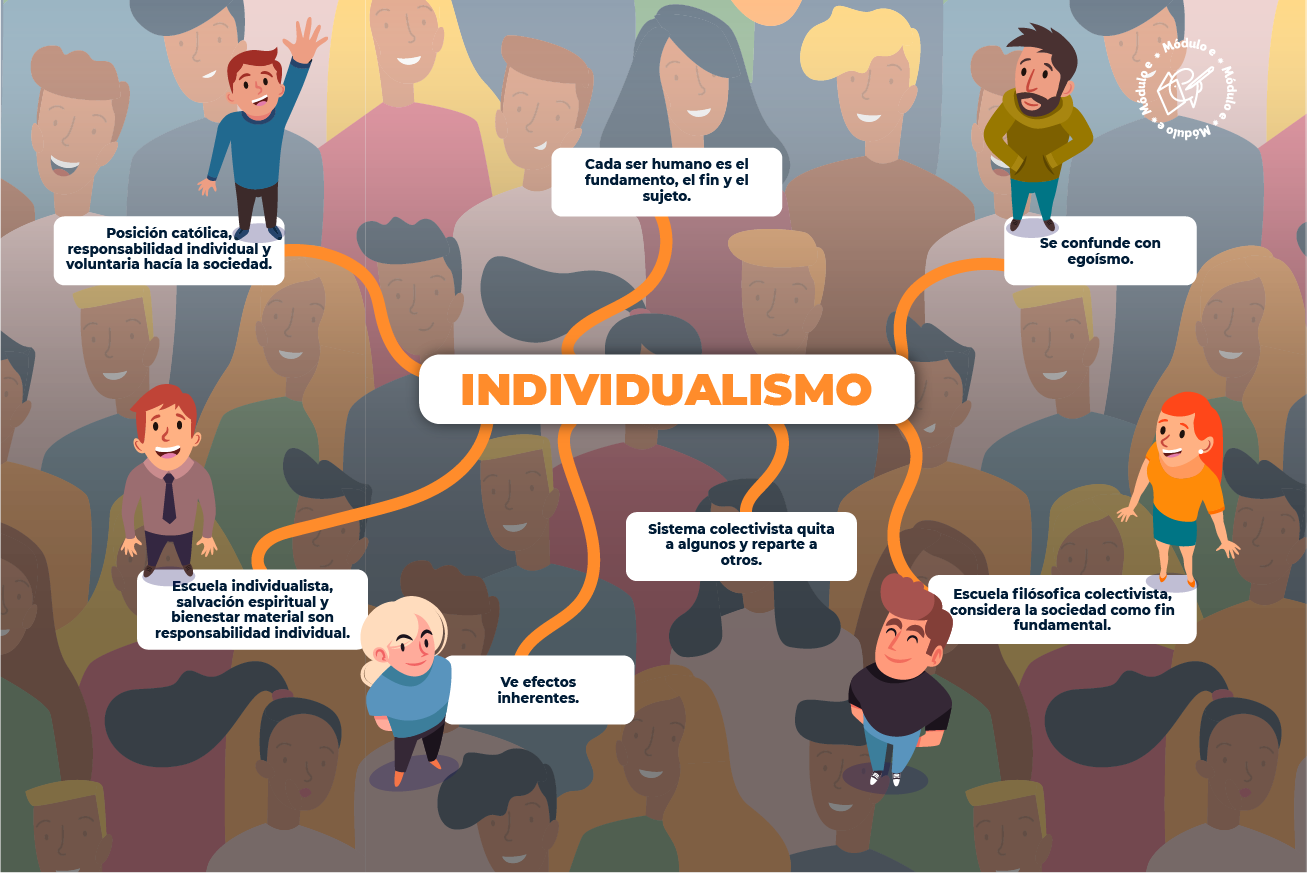 Módulo e • Módulo e • Módulo e • Módulo e •
Cada ser humano es el
fundamento, el fin y el
sujeto.
Posición católica,
responsabilidad individual y
voluntaria hacía la sociedad.
Se confunde con
egoísmo.
INDIVIDUALISMO
Sistema colectivista quita
a algunos y reparte a
otros.
Escuela individualista,
salvación espiritual y
bienestar material son
responsabilidad individual.
Escuela filósofica colectivista,
considera la sociedad como fin
fundamental.
Ve efectos
inherentes.